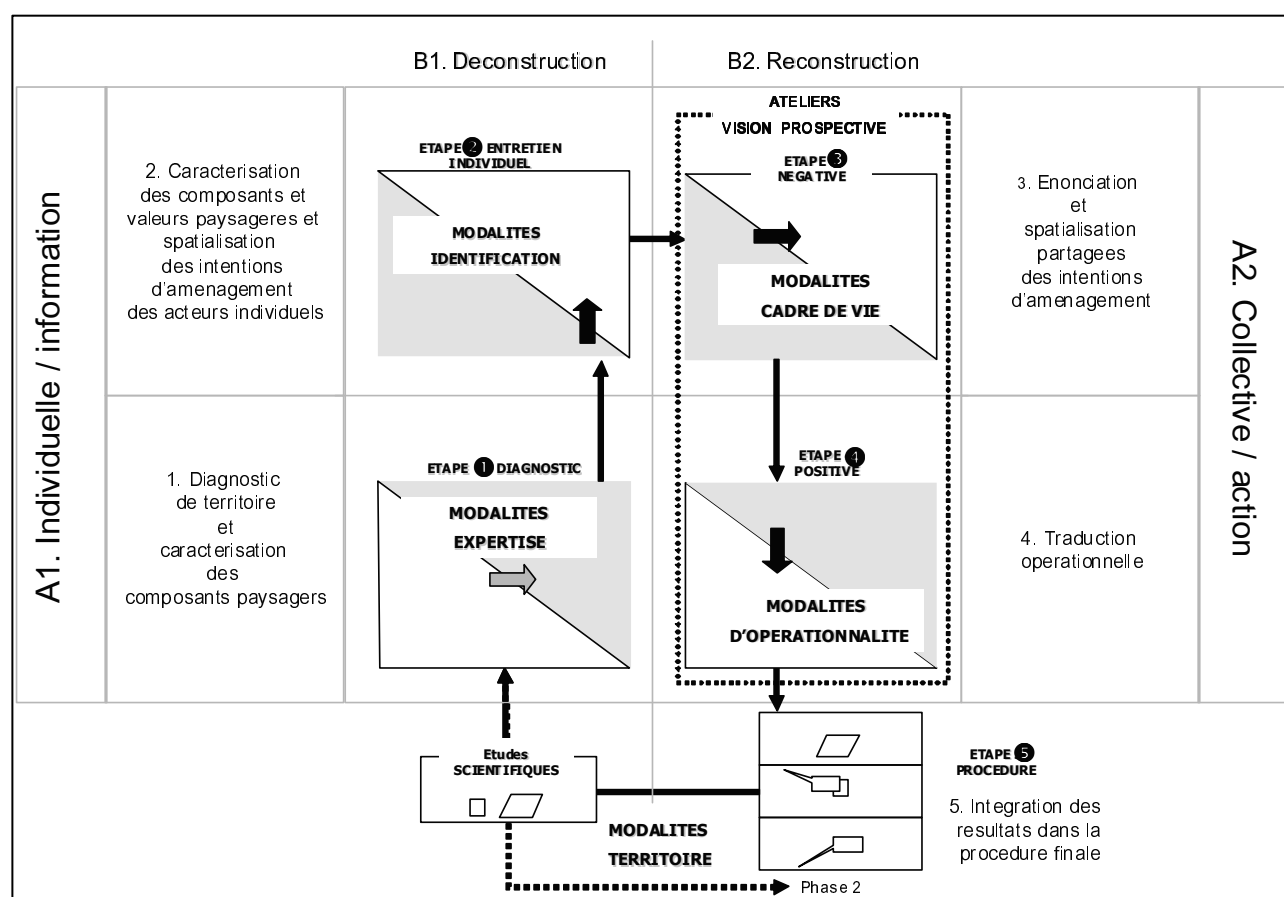 B1. Deconstruction
B2. Reconstruction
A1. Individuelle / information
2. Caracterisation
des composants et
valeurs paysageres et
spatialisation
des intentions
d'amenagement
des acteurs individuels
ETAPE 2 ENTRETIEN
INDIVIDUEL
MODALITES
IDENTIFICATION
ATELIERS
VISION PROSPECTIVE
ETAPE 3
NEGATIVE
MODALITES
CADRE DE VIE
3. Enonciation
et
spatialisation
partagees
des intentions
d'amenagement
A2. Collective / action
1. Diagnostic
de territoire
et
caracterisation
des
composants paysagers
ETAPE 1 DIAGNOSTIC
MODALITES
EXPERTISE
ETAPE 4
POSITIVE
MODALITES
D'OPERATIONNALITE
4. Traduction
operationnelle
Etudes
SCIENTIFIQUES
MODALITES
TERRITOIRE
ETAPE 5
PROCEDURE
5. Integration des
resultats dans la
procedure finale
Phase 2